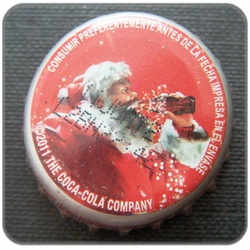 CONSUMIR PREFERENTEMENTE ANTES DE LA FECHA IMPRESA EN EL ENVASE
©2011 THE COCA-COLA COMPANY